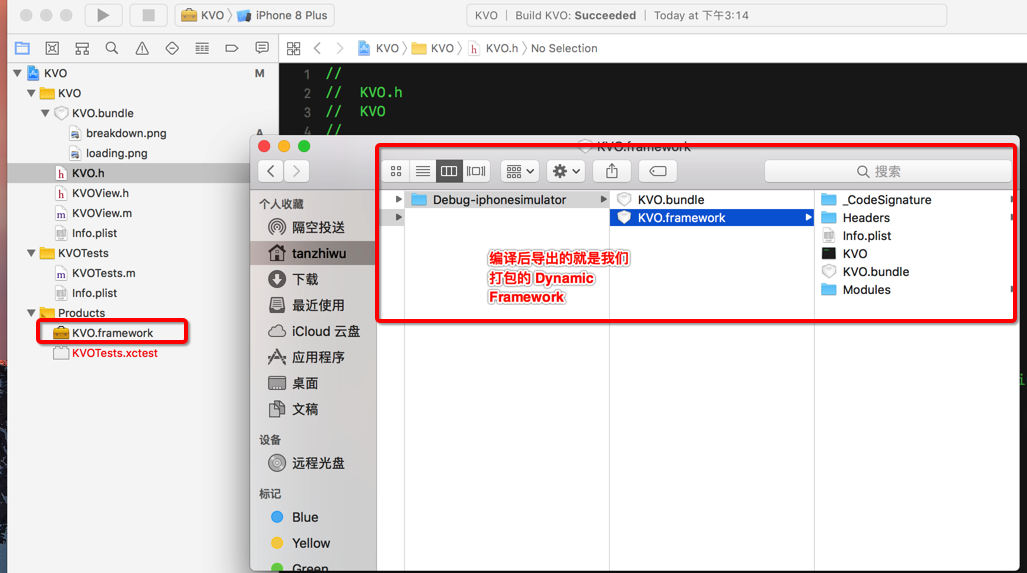 KVO
iPhone 8 Plus
KVO | Build KVO: Succeeded | Today at 下午3:14
KVO
KVO
KVO.h
No Selection
KVO
M
KVO
KVO.bundle
breakdown.png
A
loading.png
KVO.h
KVOView.h
KVOView.m
Info.plist
KVOTests
KVOTests.m
Info.plist
Products
KVO.framework
KVOTests.xctest
1 //
2 // KVO.h
3 // KVO
4 //
KVO.framework
搜索
个人收藏
隔空投送
tanzhiwu
下载
最近使用
iCloud 云盘
应用程序
桌面
文稿
设备
远程光盘
标记
Blue
Yellow
Green
Debug-iphonesimulator
KVO.bundle
KVO.framework
_CodeSignature
Headers
Info.plist
KVO
KVO.bundle
Modules
编译后导出的就是我们
打包的 Dynamic
Framework